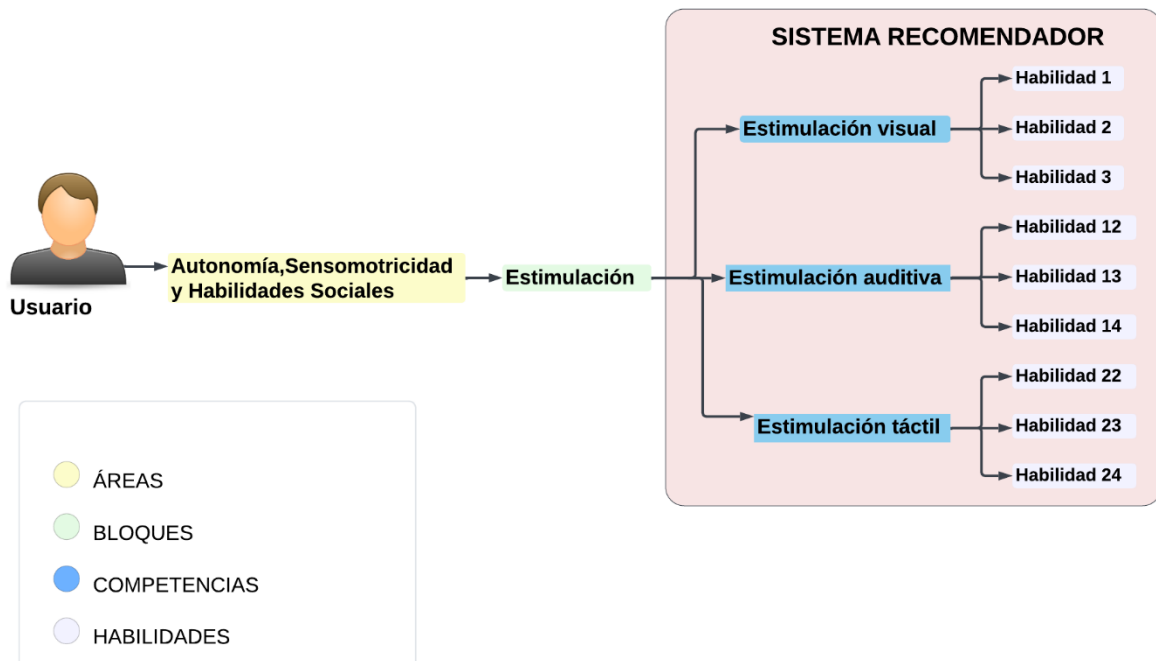 SISTEMA RECOMENDADOR
Usuario
Autonomía,Sensomotricidad
y Habilidades Sociales
Estimulación
Estimulación visual
Habilidad 1
Habilidad 2
Habilidad 3
Estimulación auditiva
Habilidad 12
Habilidad 13
Habilidad 14
Estimulación táctil
Habilidad 22
Habilidad 23
Habilidad 24
ÁREAS
BLOQUES
COMPETENCIAS
HABILIDADES